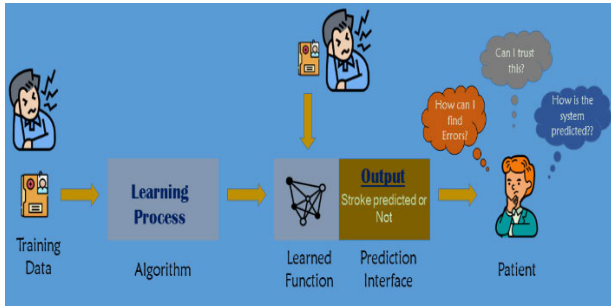 Can I trust
this?
How can I
find
Errors?
How is the
system
predicted??
Learning
Process
Output
Stroke predicted or
Not
Training
Data
Algorithm
Learned
Function
Prediction
Interface
Patient